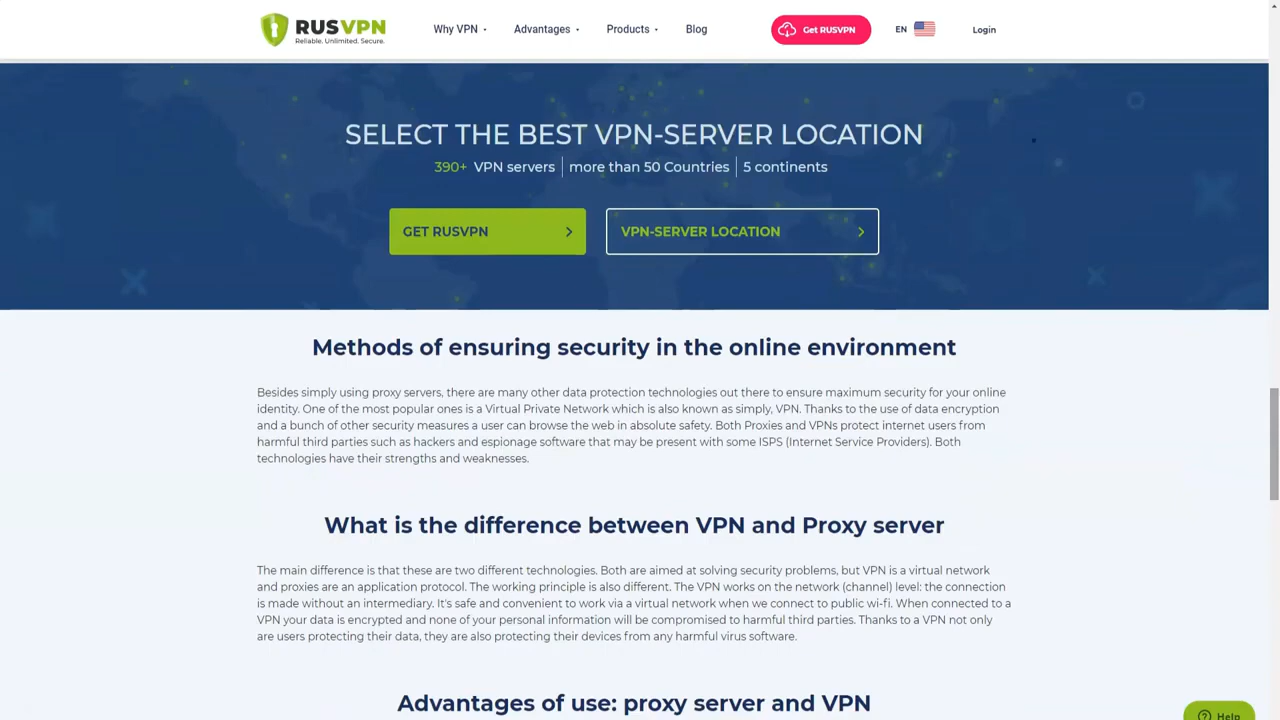 RUSVPN
Reliable. Unlimited. Secure.
Why VPN
Advantages
Products
Blog
Get RUSVPN
EN
Login
SELECT THE BEST VPN-SERVER LOCATION
390+ VPN servers more than 50 Countries 5 continents
GET RUSVPN
VPN-SERVER LOCATION
Methods of ensuring security in the online environment
Besides simply using proxy servers, there are many other data protection technologies out there to ensure maximum security for your online
identity. One of the most popular ones is a Virtual Private Network which is also known as simply, VPN. Thanks to the use of data encryption
and a bunch of other security measures a user can browse the web in absolute safety. Both Proxies and VPNs protect internet users from
harmful third parties such as hackers and espionage software that may be present with some ISPS (Internet Service Providers). Both
technologies have their strengths and weaknesses.
What is the difference between VPN and Proxy server
The main difference is that these are two different technologies. Both are aimed at solving security problems, but VPN is a virtual network
and proxies are an application protocol. The working principle is also different. The VPN works on the network (channel) level: the connection
is made without an intermediary. It's safe and convenient to work via a virtual network when we connect to public wi-fi. When connected to a
VPN your data is encrypted and none of your personal information will be compromised to harmful third parties. Thanks to a VPN not only
are users protecting their data, they are also protecting their devices from any harmful virus software.
Advantages of use: proxy server and VPN
Help